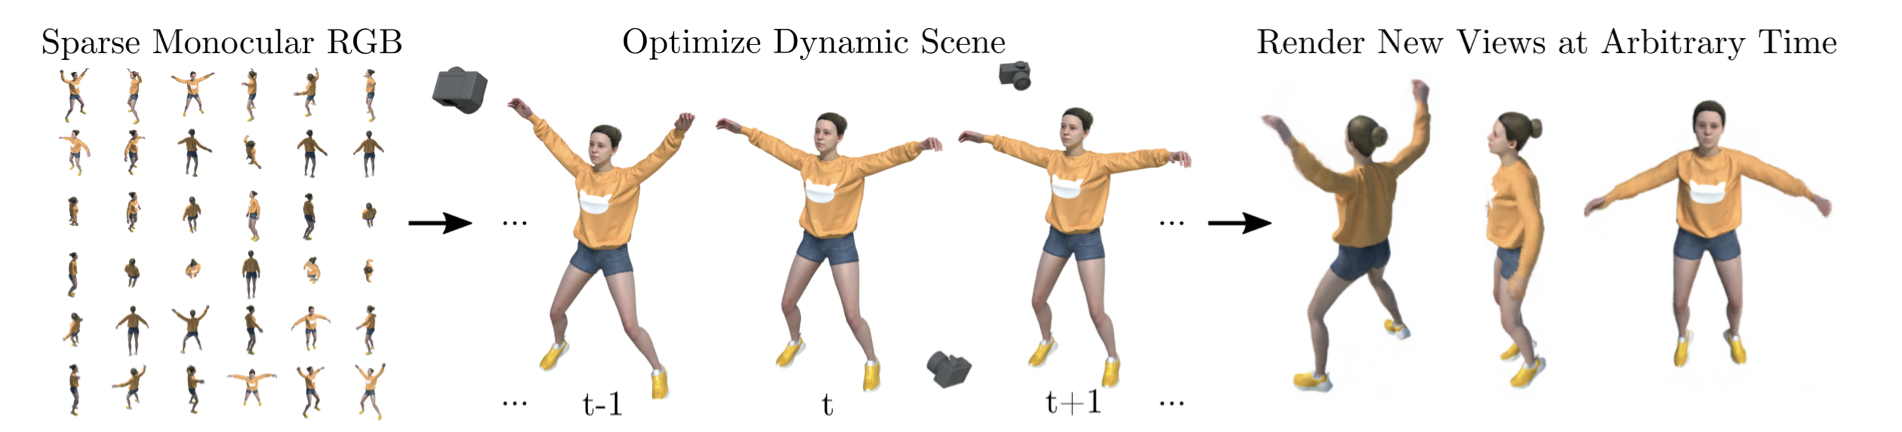 Sparse Monocular RGB
Optimize Dynamic Scene
Render New Views at Arbitrary Time
...
...
...
t-1
t
t+1
...